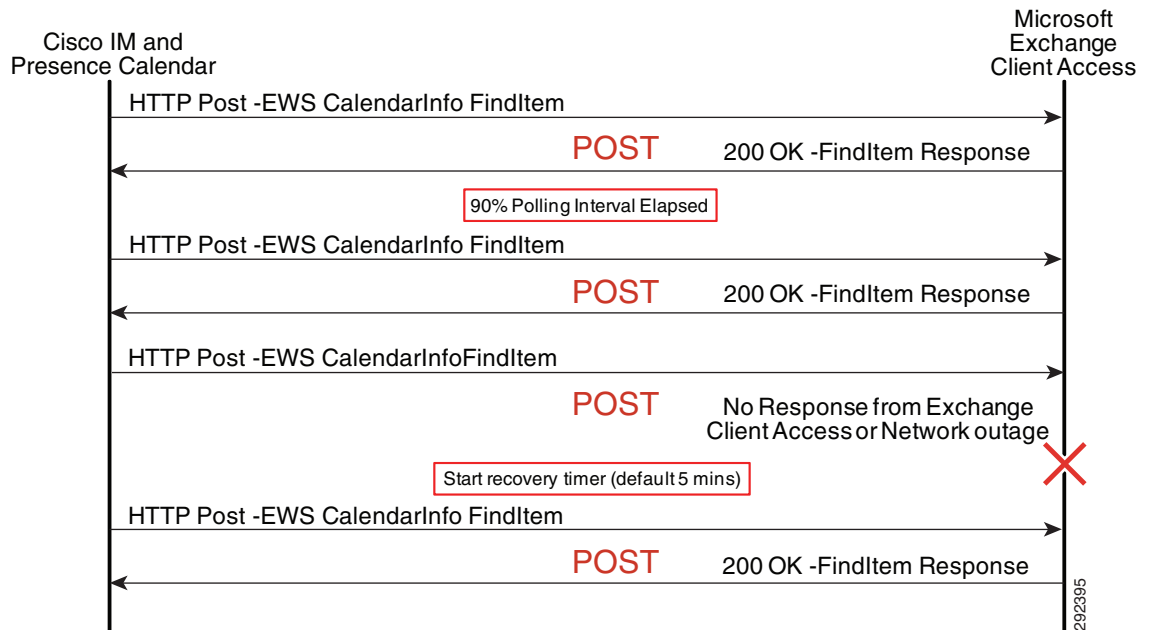 Cisco IM and
Presence Calendar
Microsoft
Exchange
Client Access
HTTP Post -EWS CalendarInfo FindItem
POST 200 OK -FindItem Response
90% Polling Interval Elapsed
HTTP Post -EWS CalendarInfo FindItem
POST 200 OK -FindItem Response
HTTP Post -EWS CalendarInfoFindItem
POST No Response from Exchange
Client Access or Network outage
Start recovery timer (default 5 mins)
HTTP Post -EWS CalendarInfo FindItem
POST 200 OK -FindItem Response
292395